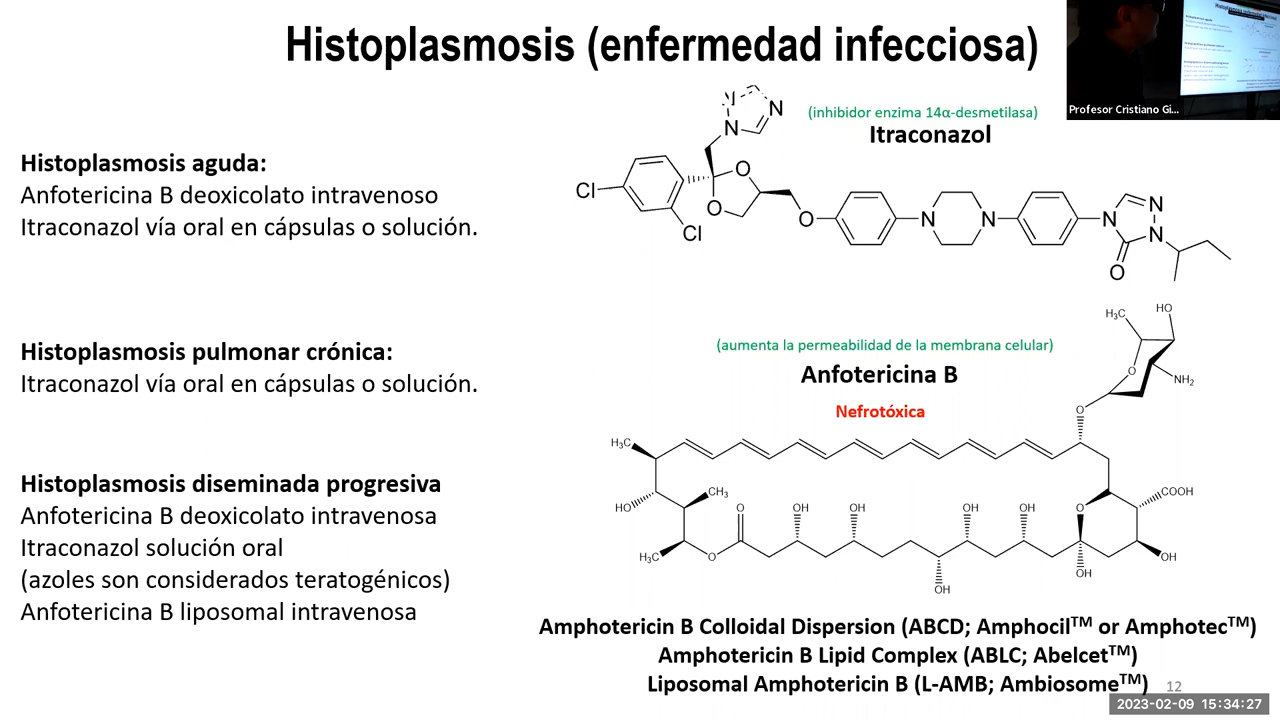 Histoplasmosis (enfermedad infecciosa)
Profesor Cristiano Gi...
Histoplasmosis aguda:
Anfotericina B deoxicolato intravenoso
Itraconazol vía oral en cápsulas o solución.
(inhibidor enzima 14α-desmetilasa)
Itraconazol
N
N
N
Cl
Cl
O
O
O
N
N
N
N
N
O
Histoplasmosis pulmonar crónica:
Itraconazol vía oral en cápsulas o solución.
(aumenta la permeabilidad de la membrana celular)
Anfotericina B
Nefrotóxica
H₃C
HO
O
NH₂
O
H₃C
HO
CH₃
H₃C
O
O
OH
OH
OH
OH
OH
O
OH
COOH
OH
Histoplasmosis diseminada progresiva
Anfotericina B deoxicolato intravenosa
Itraconazol solución oral
(azoles son considerados teratogénicos)
Anfotericina B liposomal intravenosa
Amphotericin B Colloidal Dispersion (ABCD; Amphocil™ or Amphotec™)
Amphotericin B Lipid Complex (ABLC; Abelcet™)
Liposomal Amphotericin B (L-AMB; Ambiosome™)
12
2023-02-09 15:34:27